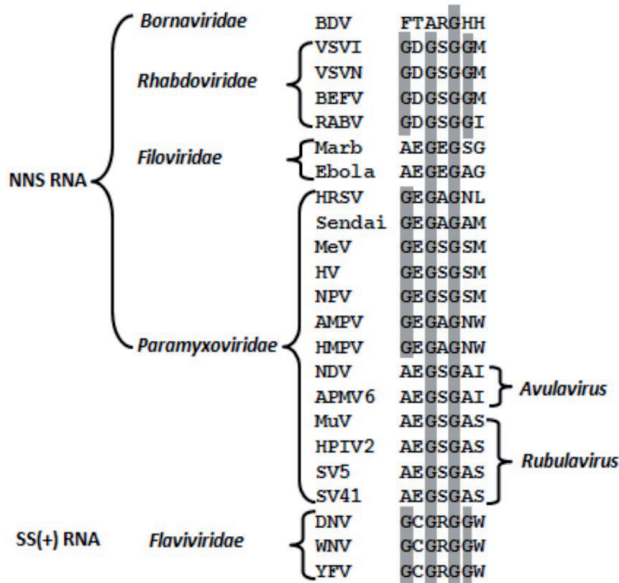 Bornaviridae BDV FTARGHH
VSVI GDGSGGM
Rhabdoviridae VSVN GDGSGGM
BEFV GDGSGGM
RABV GDGSGGI
Filoviridae Marb AEGEGSG
Ebola AEGEGAG
NNS RNA
HRSV GEGAGNL
Sendai GEGAGAM
MeV GEGSGSM
HV GEGSGSM
NPV GEGSGSM
AMPV GEGAGNW
Paramyxoviridae HMPV GEGAGNW
NDV AEGSGAI
Avulavirus
APMV6 AEGSGAI
MuV AEGSGAS
HPIV2 AEGSGAS
Rubulavirus
SV5 AEGSGAS
SV41 AEGSGAS
DNV GCGRGGW
SS(+) RNA Flaviviridae WNV GCGRGGW
YFV GCGRGGW